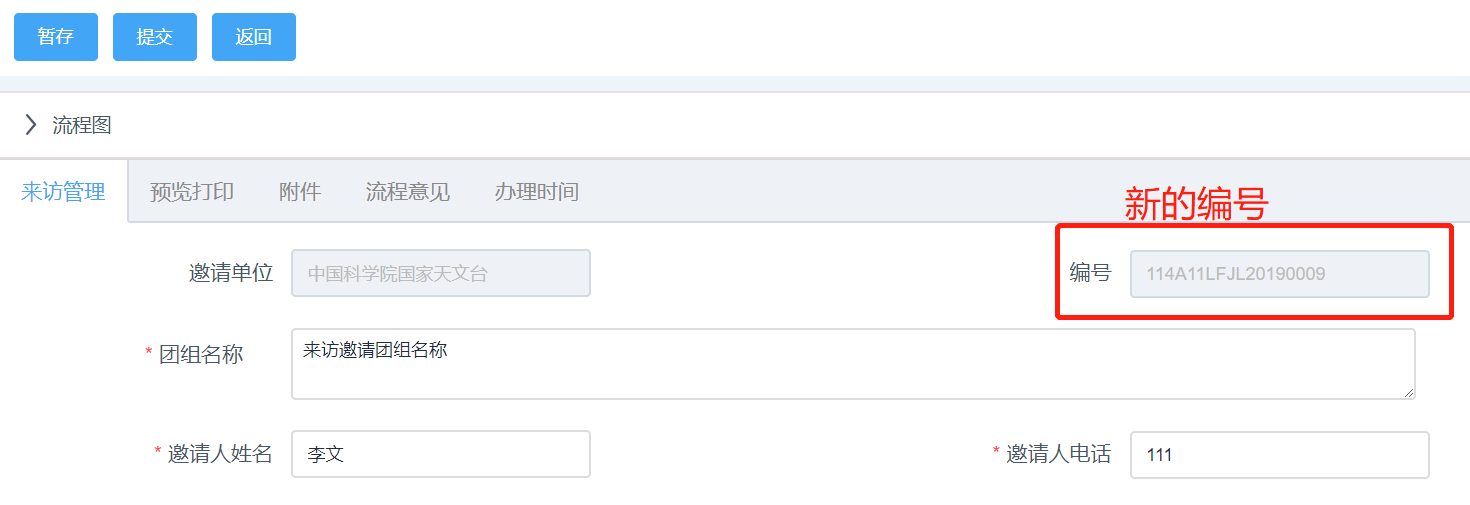 暂存 提交 返回
流程图
来访管理 预览打印 附件 流程意见 办理时间
新的编号
邀请单位 中国科学院国家天文台 编号 114A11LFJL20190009
* 团组名称 来访邀请团组名称
* 邀请人姓名 李文 * 邀请人电话 111